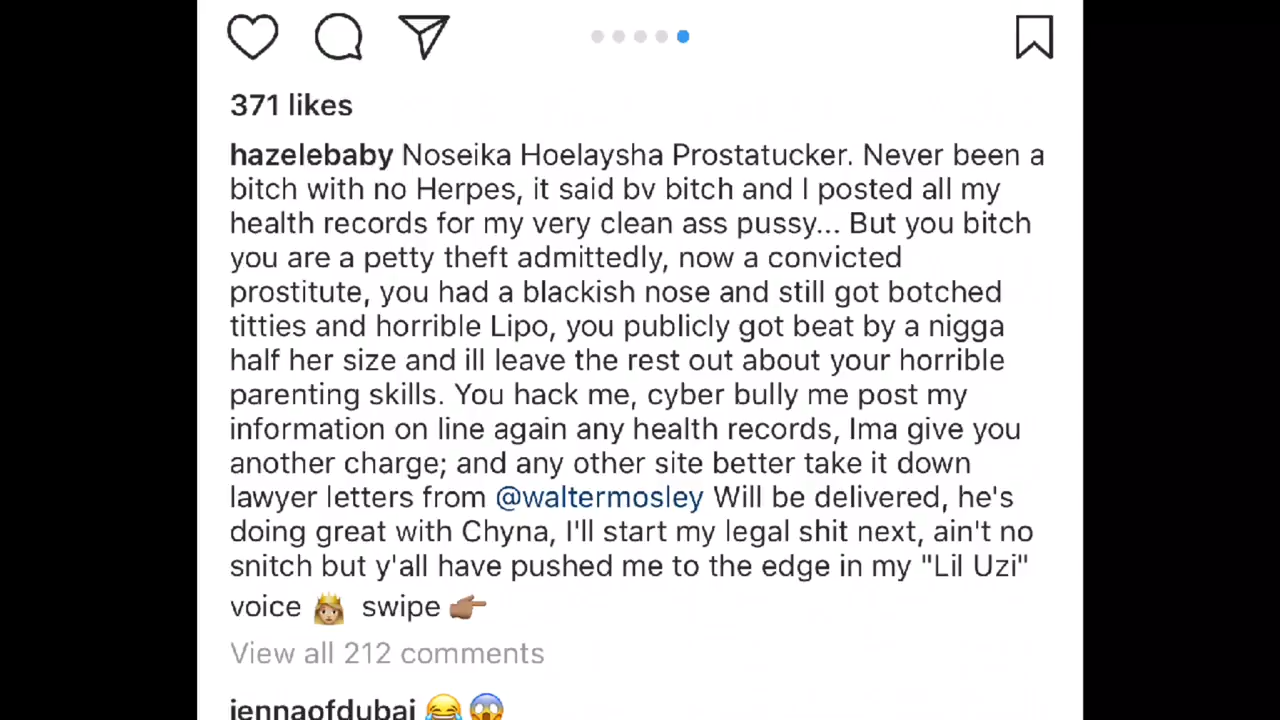 371 likes
hazelebaby Noseika Hoelaysha Prostatucker. Never been a
bitch with no Herpes, it said bv bitch and I posted all my
health records for my very clean ass pussy... But you bitch
you are a petty theft admittedly, now a convicted
prostitute, you had a blackish nose and still got botched
titties and horrible Lipo, you publicly got beat by a nigga
half her size and ill leave the rest out about your horrible
parenting skills. You hack me, cyber bully me post my
information on line again any health records, Ima give you
another charge; and any other site better take it down
lawyer letters from @waltermosley Will be delivered, he's
doing great with Chyna, I'll start my legal shit next, ain't no
snitch but y'all have pushed me to the edge in my "Lil Uzi"
voice 👸🏼 swipe 👉🏽
View all 212 comments
jennaofdubai 😂😱